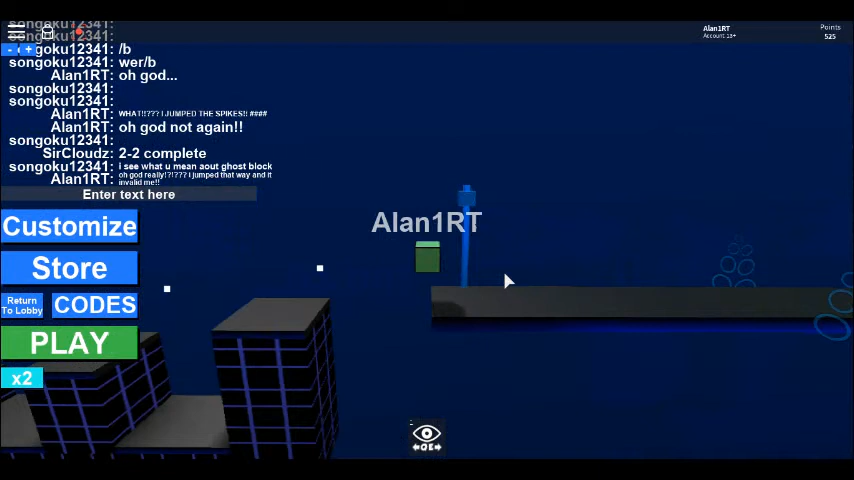 songoku12341:
songoku12341:
songoku12341: /b
songoku12341: wer/b
Alan1RT: oh god...
songoku12341:
songoku12341:
Alan1RT: WHAT!!??? I JUMPED THE SPIKES!! ####
Alan1RT: oh god not again!!
songoku12341:
SirCloudz: 2-2 complete
songoku12341: i see what u mean aout ghost block
Alan1RT: oh god really!?!??? i jumped that way and it
invalid me!!
Enter text here
- +
Alan1RT
Account: 13+
Points
525
Customize
Store
Return
To Lobby
CODES
PLAY
x2
Alan1RT